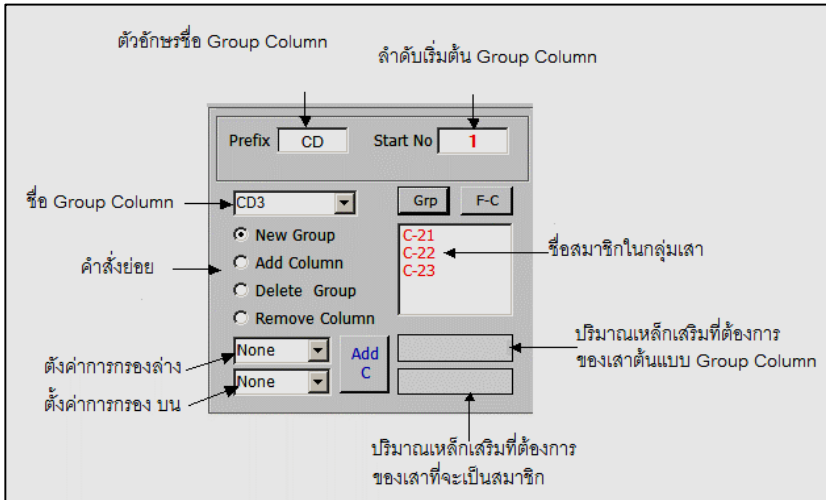 ตัวอักษรชื่อ Group Column
ลำดับเริ่มต้น Group Column
Prefix CD Start No 1
ชื่อ Group Column
CD3 Grp F-C
New Group
Add Column
Delete Group
Remove Column
C-21
C-22
C-23
ชื่อสมาชิกในกลุ่มเสา
คำสั่งย่อย
ตังค่าการกรองล่าง
None
ตั้งค่าการกรอง บน
None
Add
C
ปริมาณเหล็กเสริมที่ต้องการ
ของเสาต้นแบบ Group Column
ปริมาณเหล็กเสริมที่ต้องการ
ของเสาที่จะเป็นสมาชิก